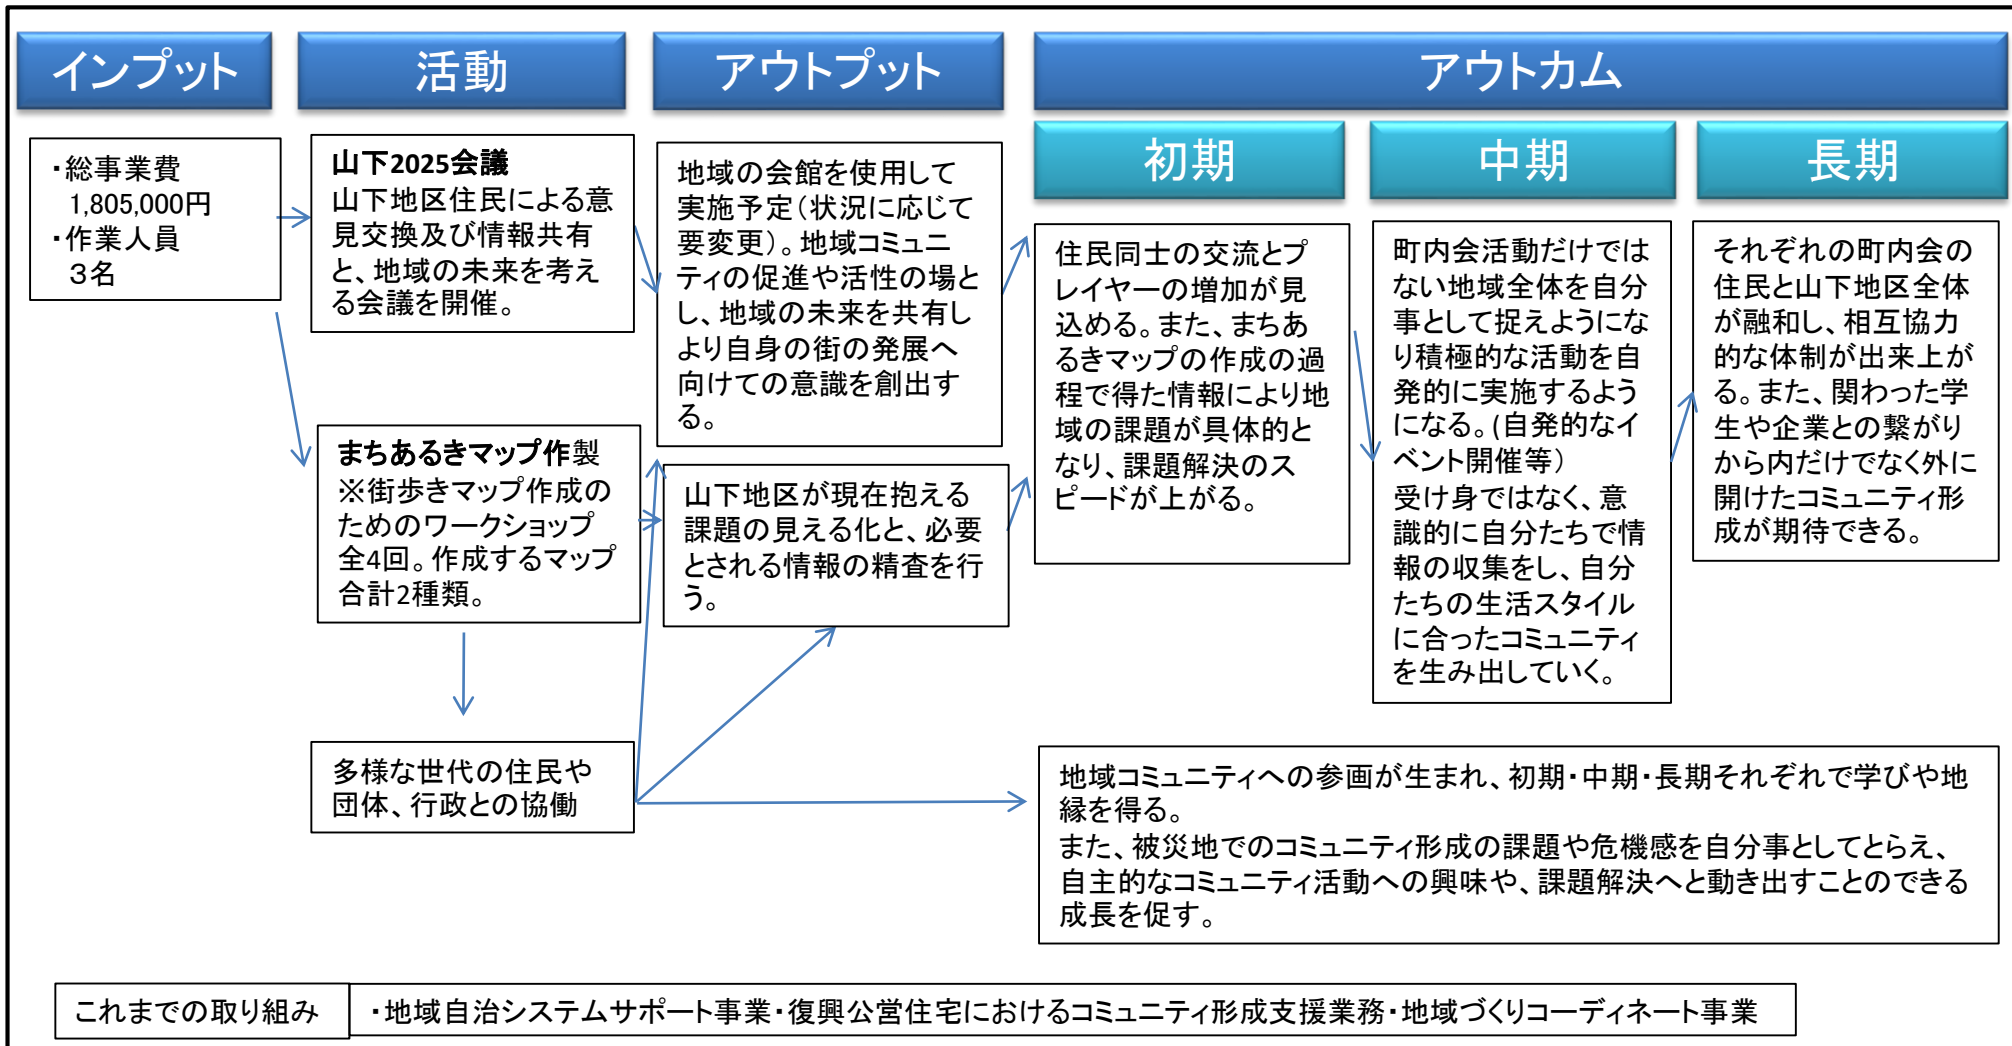 インプット
活動
アウトプット
アウトカム
初期
中期
長期
・総事業費
1,805,000円
・作業人員
３名
山下2025会議
山下地区住民による意
見交換及び情報共有
と、地域の未来を考え
る会議を開催。
まちあるきマップ作製
※街歩きマップ作成の
ためのワークショップ
全4回。作成するマップ
合計2種類。
多様な世代の住民や
団体、行政との協働
地域の会館を使用して
実施予定（状況に応じて
要変更）。地域コミュニ
ティの促進や活性の場と
し、地域の未来を共有し
より自身の街の発展へ
向けての意識を創出す
る。
山下地区が現在抱える
課題の見える化と、必要
とされる情報の精査を行
う。
住民同士の交流とプ
レイヤーの増加が見
込める。また、まちあ
るきマップの作成の過
程で得た情報により地
域の課題が具体的と
なり、課題解決のス
ピードが上がる。
町内会活動だけでは
ない地域全体を自分
事として捉えようにな
り積極的な活動を自
発的に実施するよう
になる。(自発的なイ
ベント開催等）
受け身ではなく、意
識的に自分たちで情
報の収集をし、自分
たちの生活スタイル
に合ったコミュニティ
を生み出していく。
それぞれの町内会の
住民と山下地区全体
が融和し、相互協力
的な体制が出来上が
る。また、関わった学
生や企業との繋がり
から内だけでなく外に
開けたコミュニティ形
成が期待できる。
地域コミュニティへの参画が生まれ、初期・中期・長期それぞれで学びや地
縁を得る。
また、被災地でのコミュニティ形成の課題や危機感を自分事としてとらえ、
自主的なコミュニティ活動への興味や、課題解決へと動き出すことのできる
成長を促す。
これまでの取り組み
・地域自治システムサポート事業・復興公営住宅におけるコミュニティ形成支援業務・地域づくりコーディネート事業